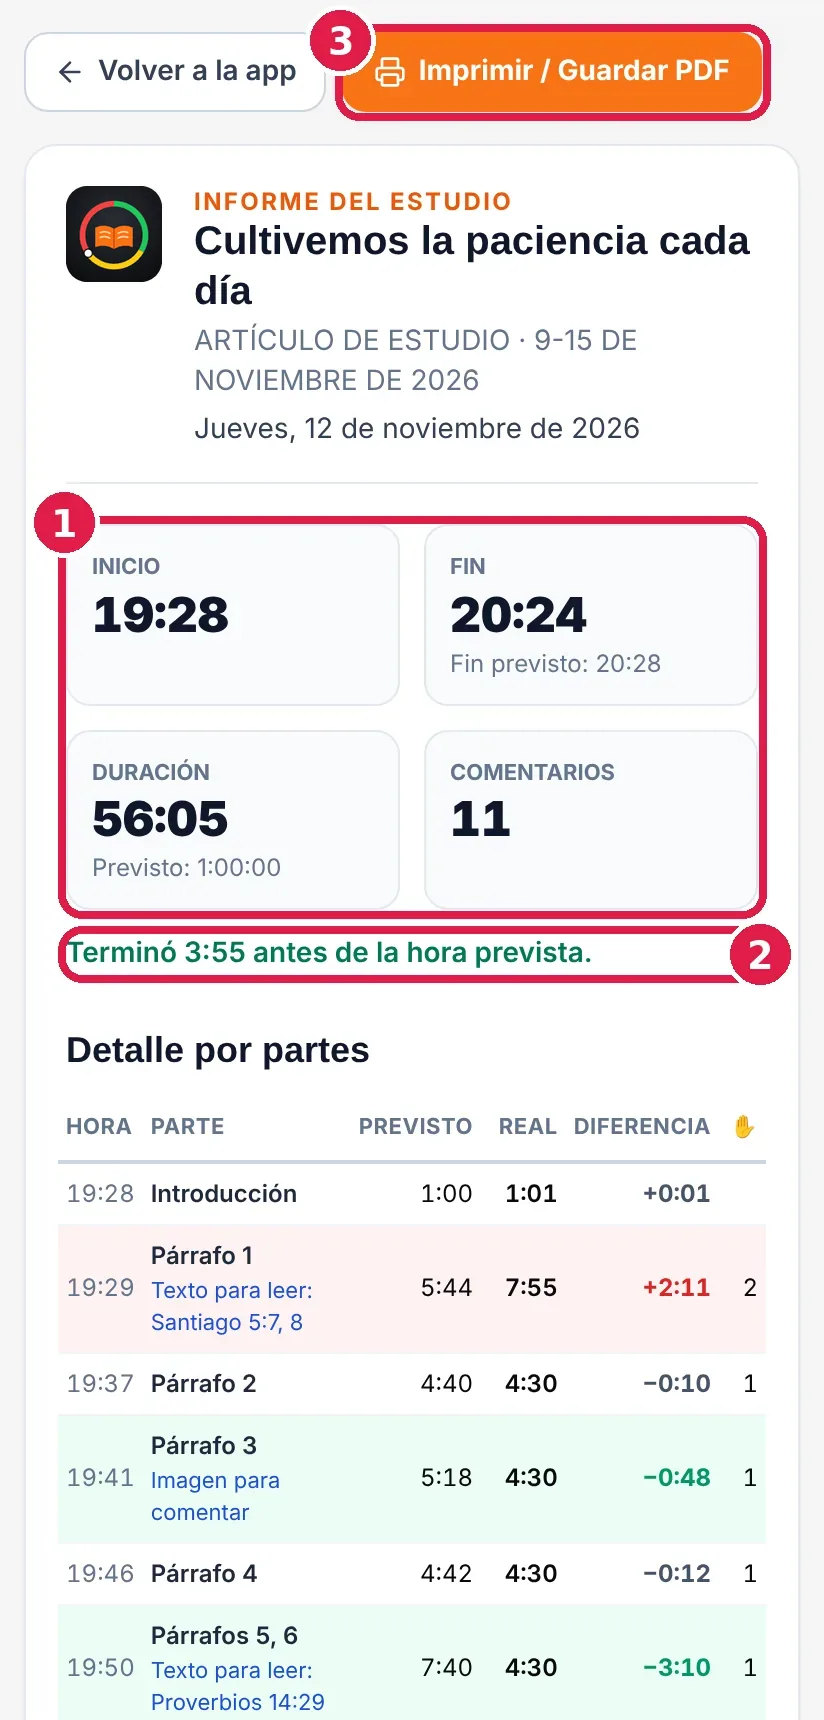 3
Volver a la app
Imprimir / Guardar PDF
INFORME DEL ESTUDIO
Cultivemos la paciencia cada
día
ARTÍCULO DE ESTUDIO · 9-15 DE
NOVIEMBRE DE 2026
Jueves, 12 de noviembre de 2026
1
INICIO
19:28
FIN
20:24
Fin previsto: 20:28
DURACIÓN
56:05
Previsto: 1:00:00
COMENTARIOS
11
Terminó 3:55 antes de la hora prevista.
2
Detalle por partes
HORA PARTE PREVISTO REAL DIFERENCIA ✋
19:28 Introducción 1:00 1:01 +0:01
Párrafo 1
19:29 Texto para leer: 5:44 7:55 +2:11 2
Santiago 5:7, 8
19:37 Párrafo 2 4:40 4:30 −0:10 1
Párrafo 3
19:41 Imagen para 5:18 4:30 −0:48 1
comentar
19:46 Párrafo 4 4:42 4:30 −0:12 1
Párrafos 5, 6
19:50 Texto para leer: 7:40 4:30 −3:10 1
Proverbios 14:29